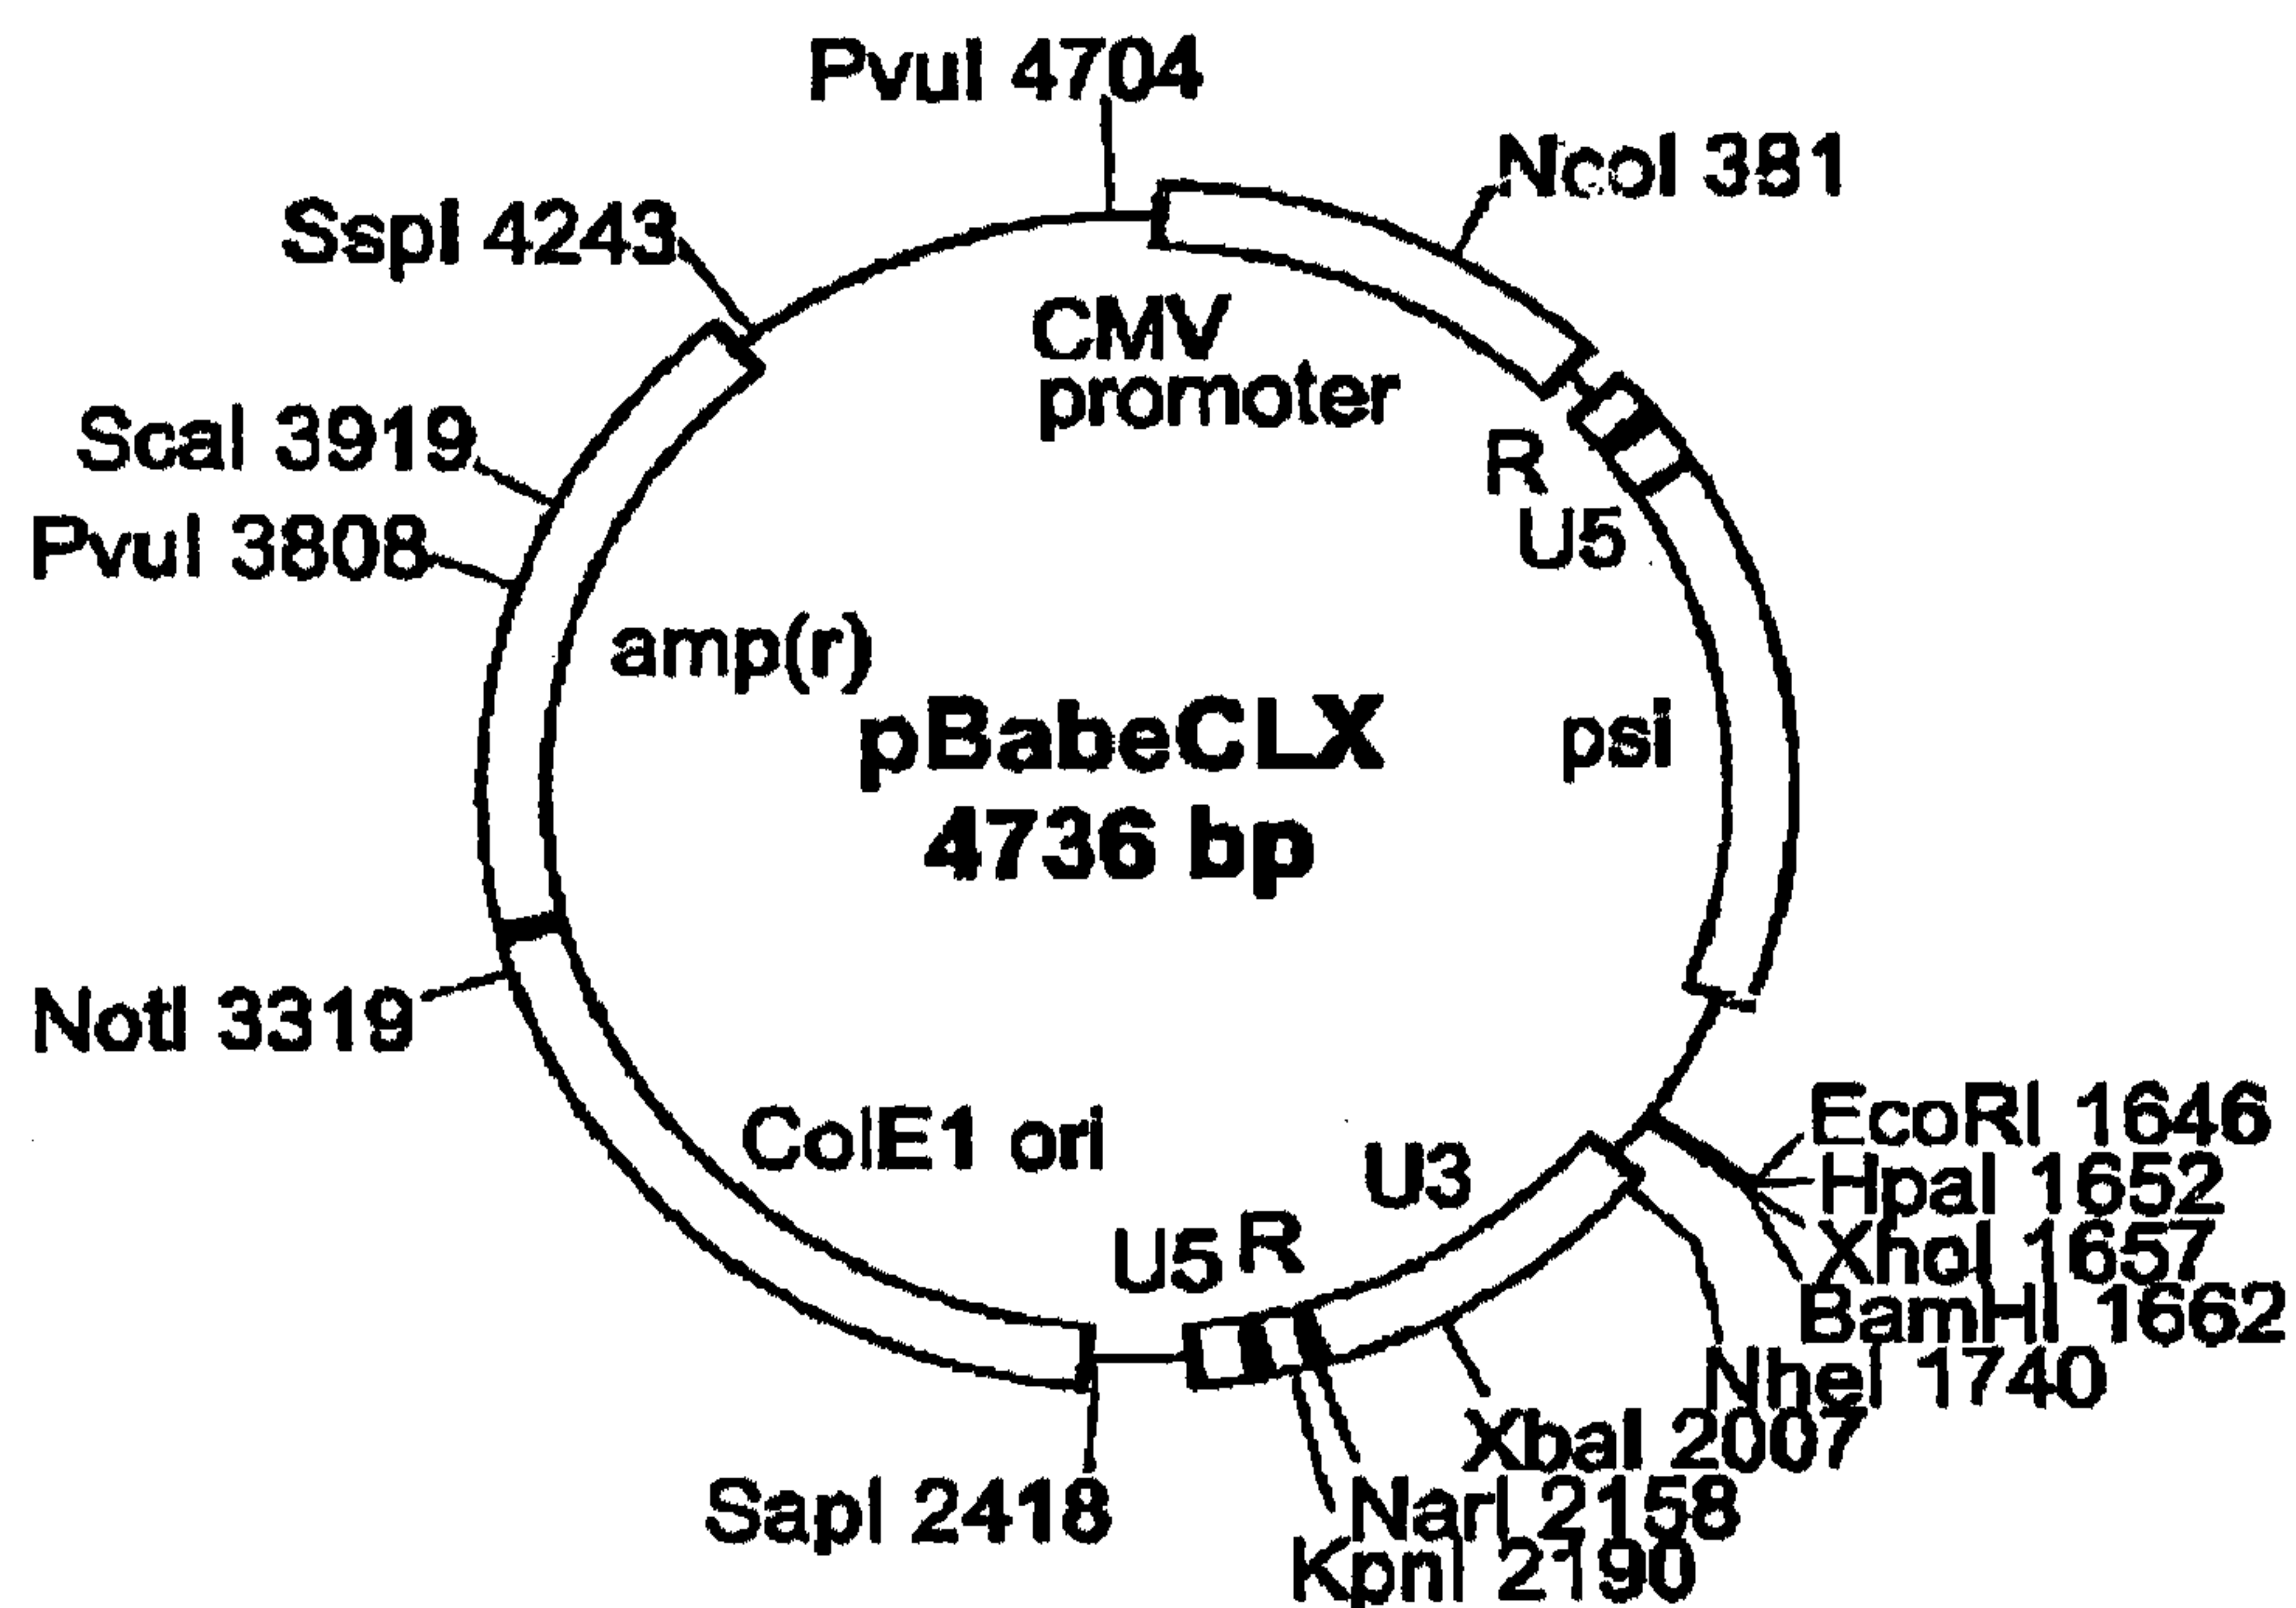 PvuI 4704
NcoI 381
SspI 4243
CMV
promoter
ScaI 3919
R
PvuI 3808
U5
amp(r)
pBabeCLX
psi
4736 bp
NotI 3319
ColE1 ori
U3
EcoRI 1646
HpaI 1652
XhoI 1657
BamHI 1662
U5 R
NheI 1740
XbaI 2007
SapI 2418
NarI 2158
KpnI 2190